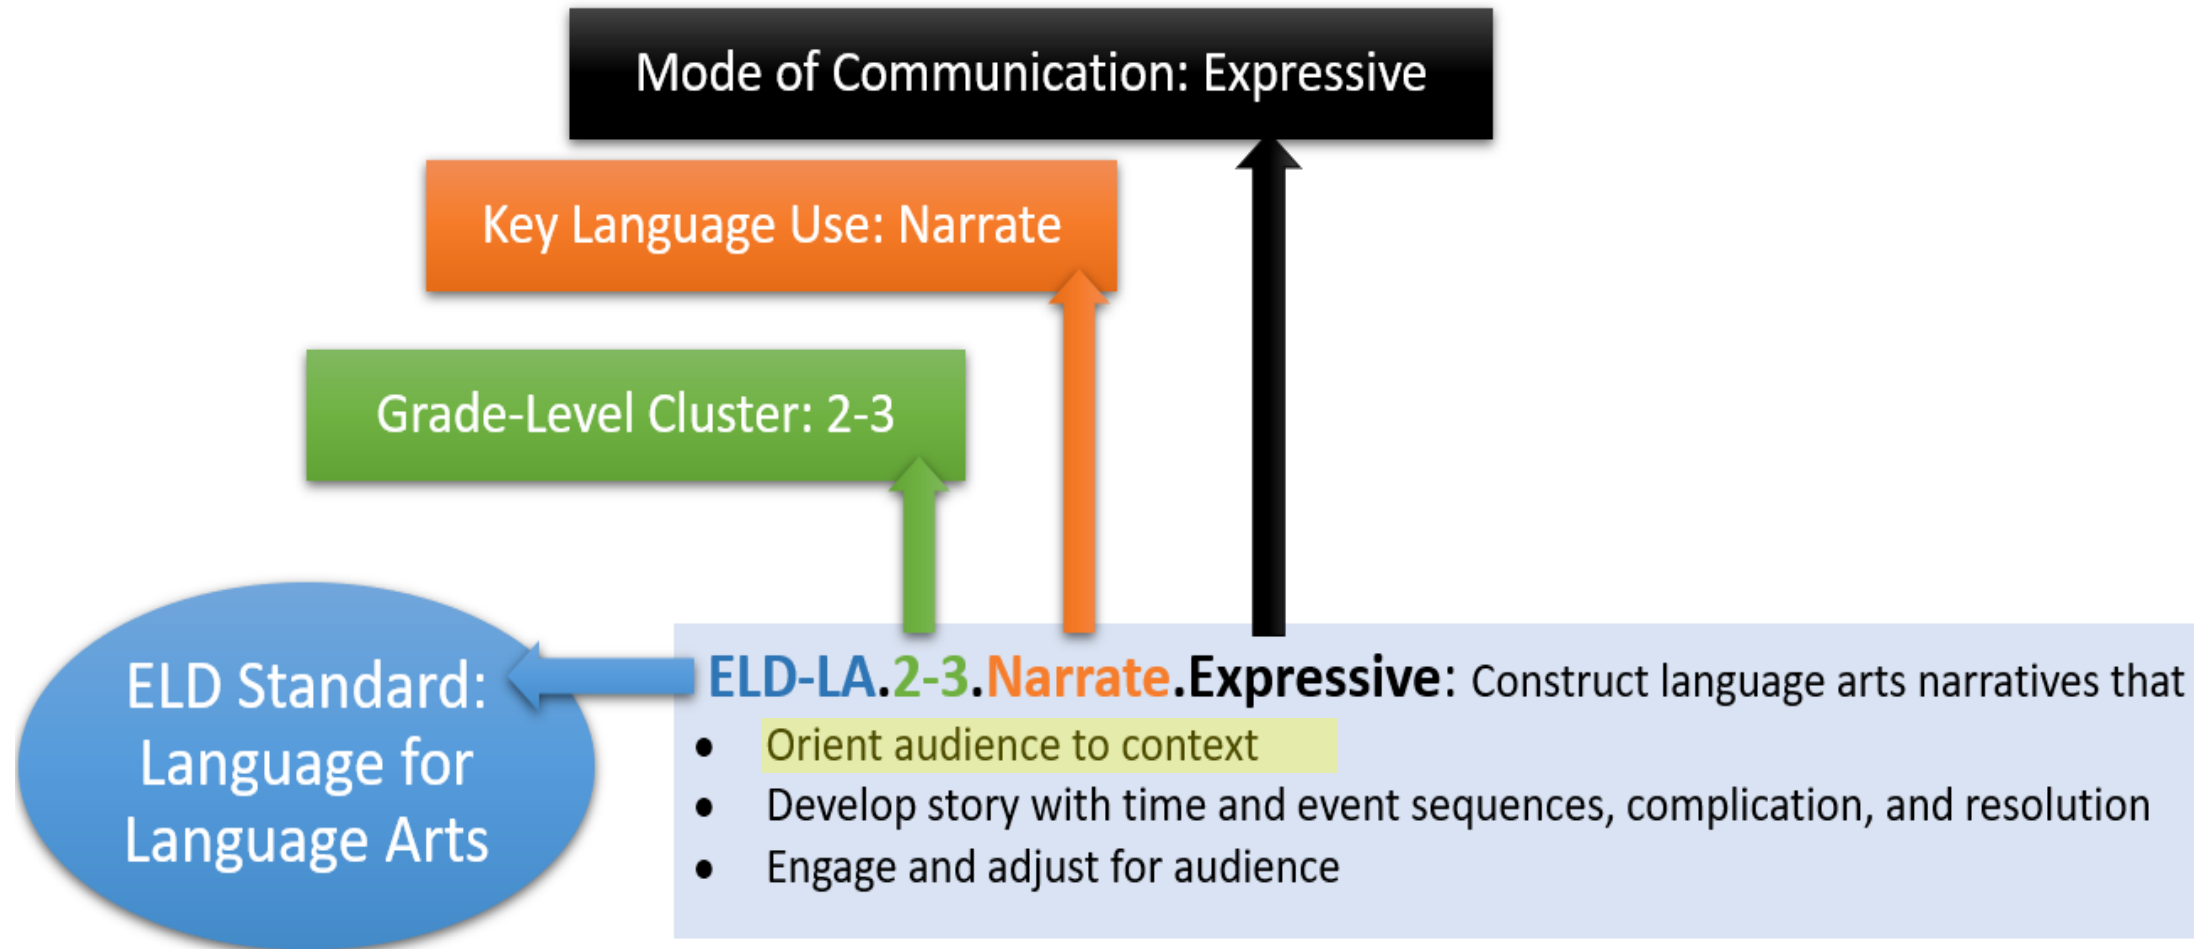 Mode of Communication: Expressive
Key Language Use: Narrate
Grade-Level Cluster: 2-3
ELD Standard:
Language for
Language Arts
ELD-LA.2-3.Narrate.Expressive: Construct language arts narratives that
• Orient audience to context
• Develop story with time and event sequences, complication, and resolution
• Engage and adjust for audience